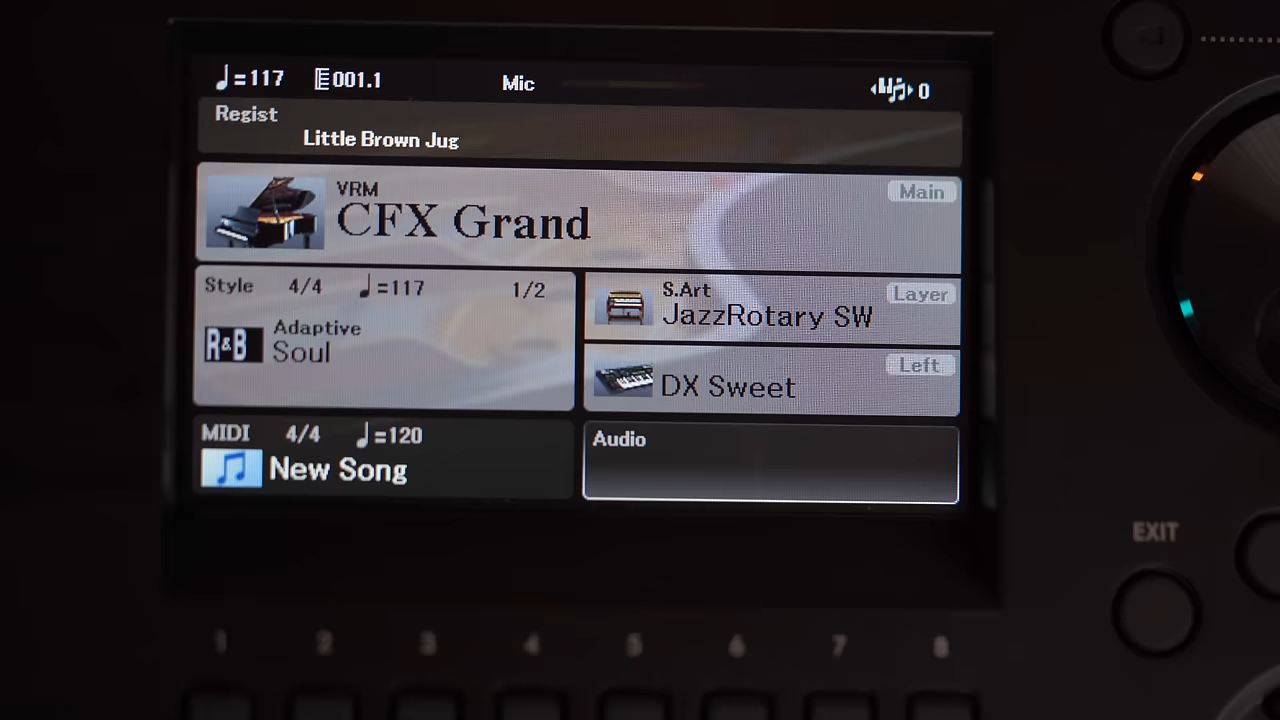 ♩=117 001.1 Mic 0
Regist
Little Brown Jug
VRM Main
CFX Grand
Style 4/4 ♩=117 1/2
R&B Adaptive
Soul
S.Art Layer
JazzRotary SW
Left
DX Sweet
MIDI 4/4 ♩=120
New Song
Audio
EXIT
1 2 3 4 5 6 7 8